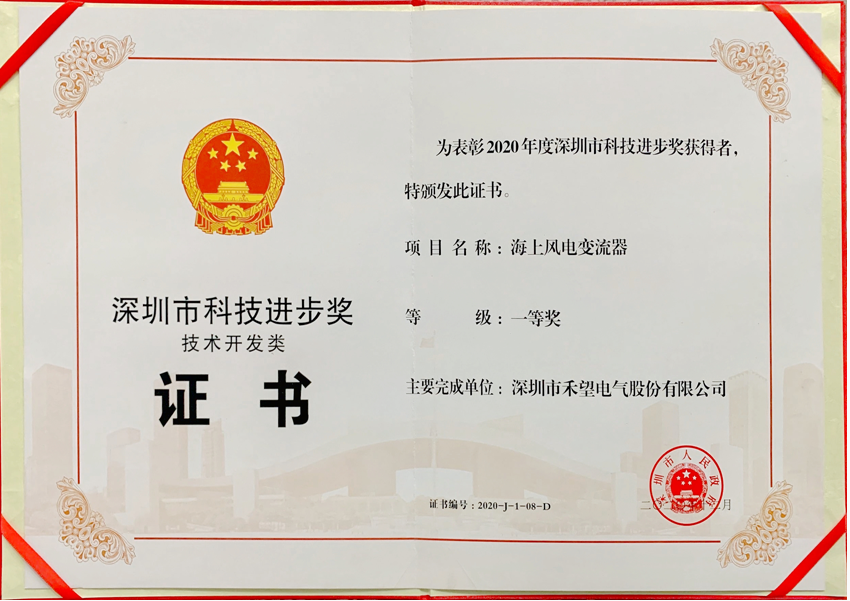 深圳市科技进步奖
技术开发类
证书
为表彰2020年度深圳市科技进步奖获得者，
特颁发此证书。
项目名称：海上风电变流器
等级：一等奖
主要完成单位：深圳市禾望电气股份有限公司
证书编号：2020-J-1-08-D
深圳市人民政府